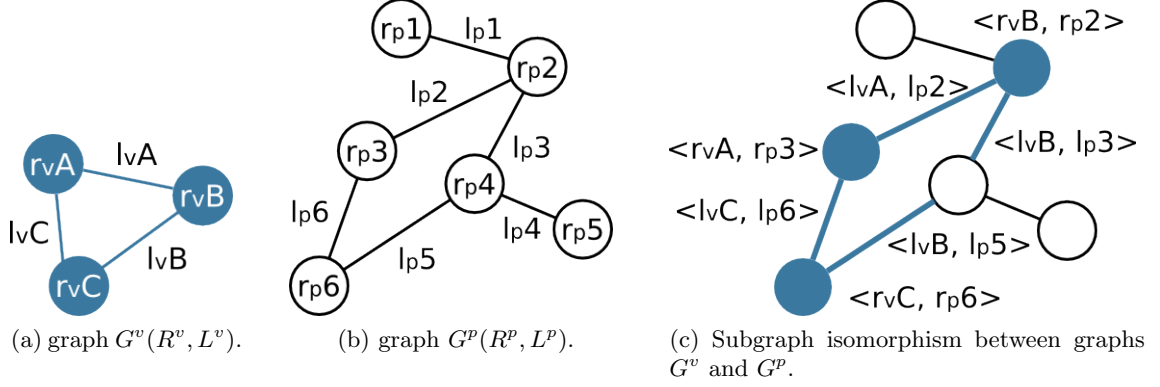 rvA
lvA
rvB
lvC
lvB
rvC
(a) graph G^v(R^v, L^v).
rp1
lp1
rp2
lp2
rp3
lp3
rp4
lp6
lp4
rp5
lp5
rp6
(b) graph G^p(R^p, L^p).
<rvB, rp2>
<lvA, lp2>
<lvB, lp3>
<rvA, rp3>
<lvC, lp6>
<lvB, lp5>
<rvC, rp6>
(c) Subgraph isomorphism between graphs
G^v and G^p.